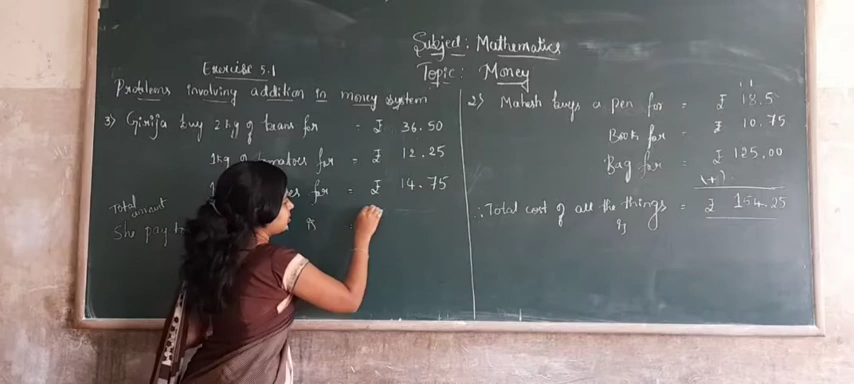 Subject: Mathematics
Topic: Money
Exercise 5.1
Problems involving addition in money system
3) Girija buy 2 kg of beans for = ₹ 36.50
1kg of tomatoes for = ₹ 12.25
for = ₹ 14.75
Total amount
She pay is =
2) Mahesh buys a pen for = ₹ 18.5
Book for = ₹ 10.75
Bag for = ₹ 125.00
(+)
∴ Total cost of all the things is = ₹ 154.25